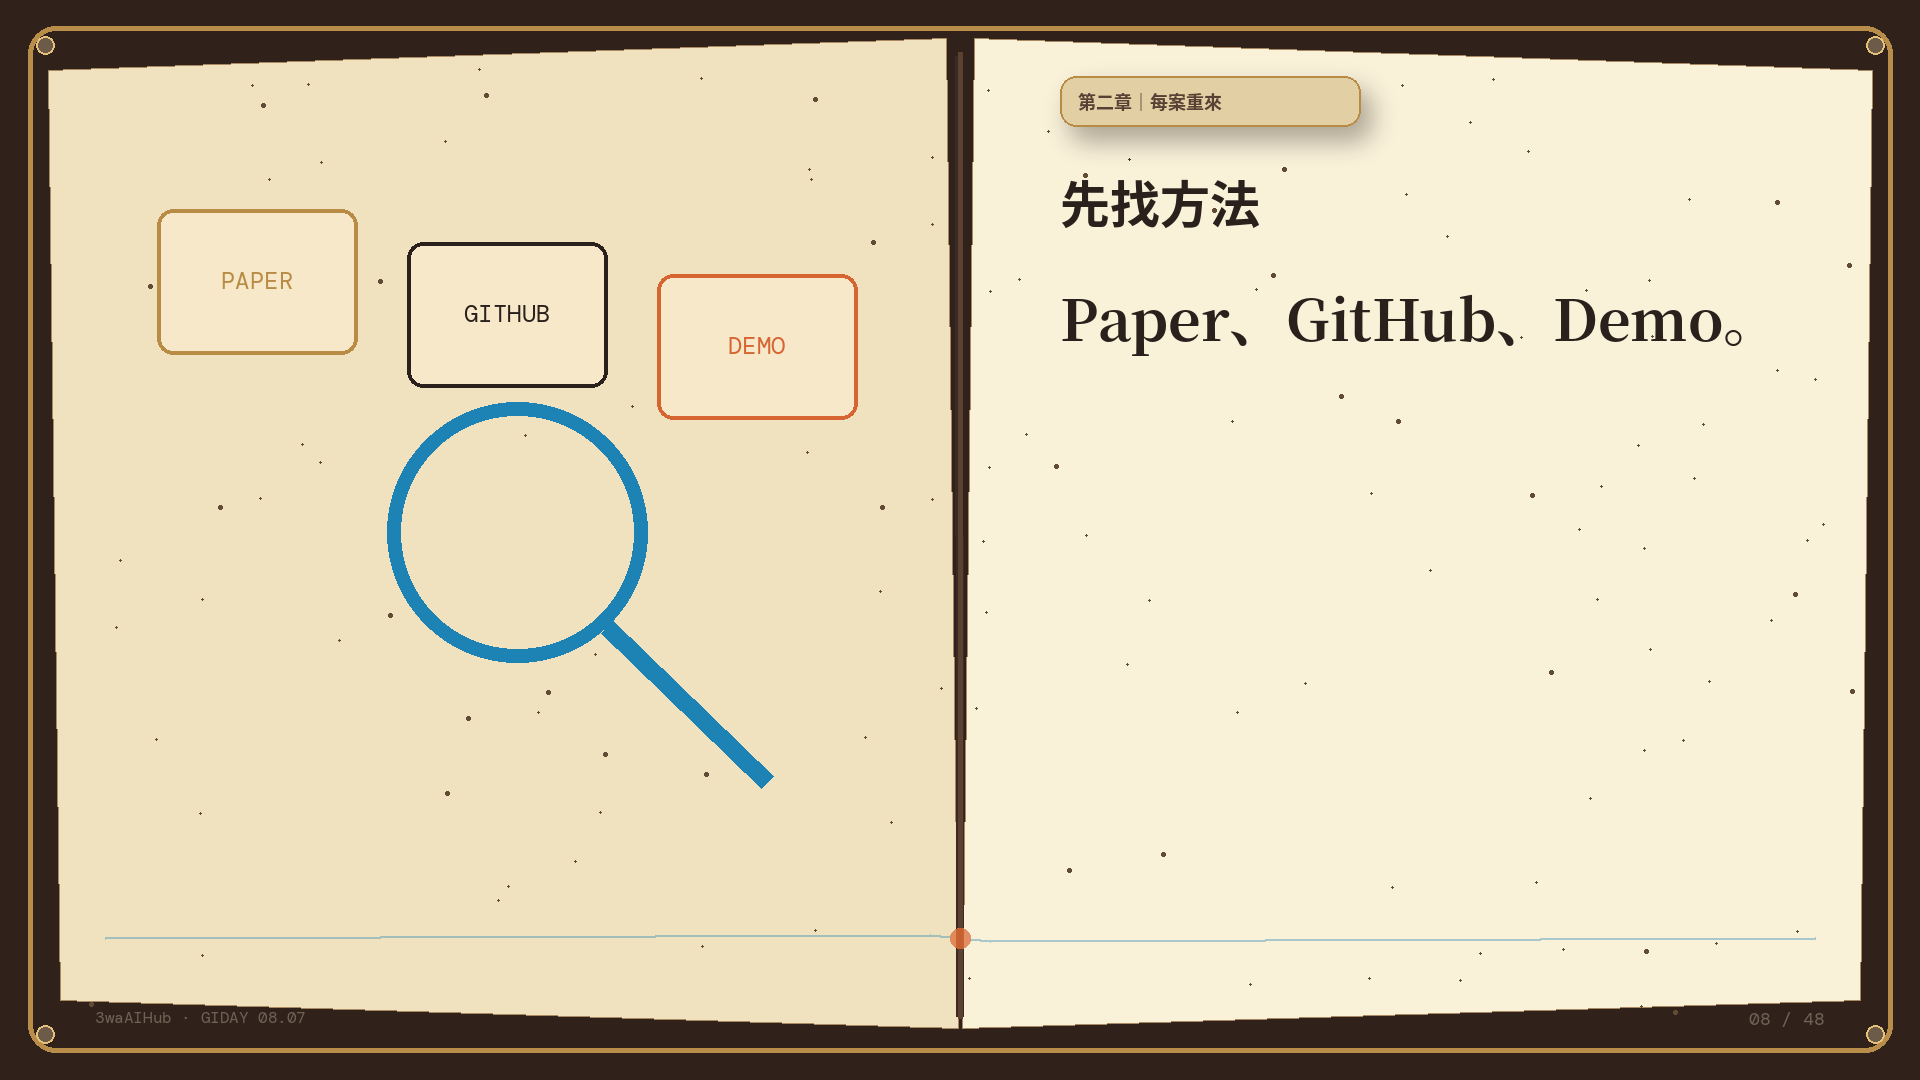 PAPER
GITHUB
DEMO
第二章｜每案重來
先找方法
Paper、GitHub、Demo。
3waAIHub · GIDAY 08.07
08 / 48